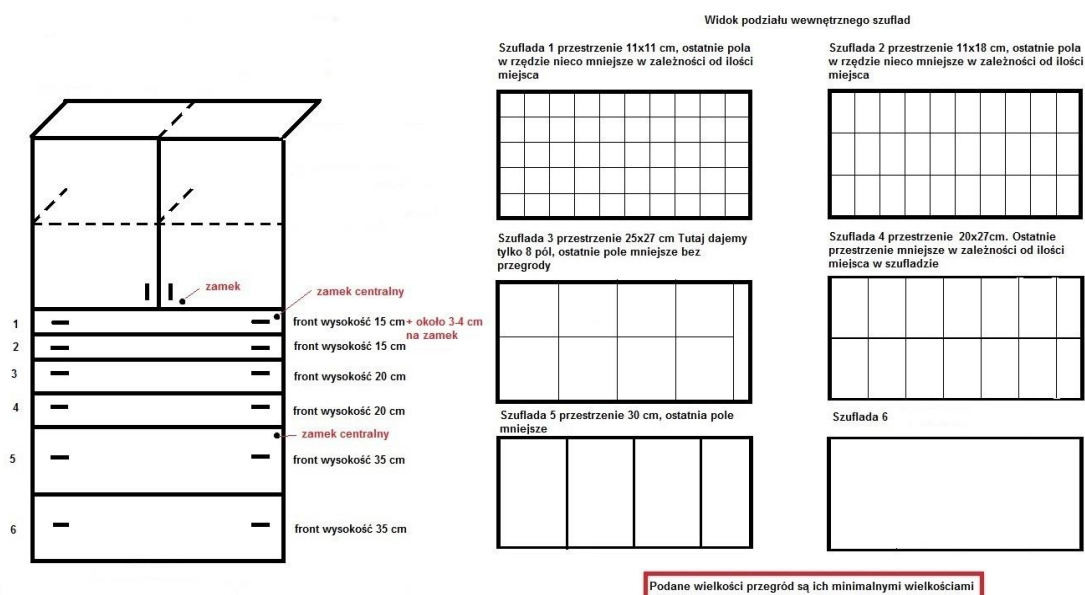 Widok podziału wewnętrznego szuflad
Szuflada 1 przestrzenie 11x11 cm, ostatnie pola
w rzędzie nieco mniejsze w zależności od ilości
miejsca
Szuflada 2 przestrzenie 11x18 cm, ostatnie pola
w rzędzie nieco mniejsze w zależności od ilości
miejsca
Szuflada 3 przestrzenie 25x27 cm Tutaj dajemy
tylko 8 pól, ostatnie pole mniejsze bez
przegrody
Szuflada 4 przestrzenie 20x27cm. Ostatnie
przestrzenie mniejsze w zależności od ilości
miejsca w szufladzie
Szuflada 5 przestrzenie 30 cm, ostatnia pole
mniejsze
Szuflada 6
zamek
zamek centralny
1
front wysokość 15 cm + około 3-4 cm
na zamek
2
front wysokość 15 cm
3
front wysokość 20 cm
4
front wysokość 20 cm
zamek centralny
5
front wysokość 35 cm
6
front wysokość 35 cm
Podane wielkości przegród są ich minimalnymi wielkościami